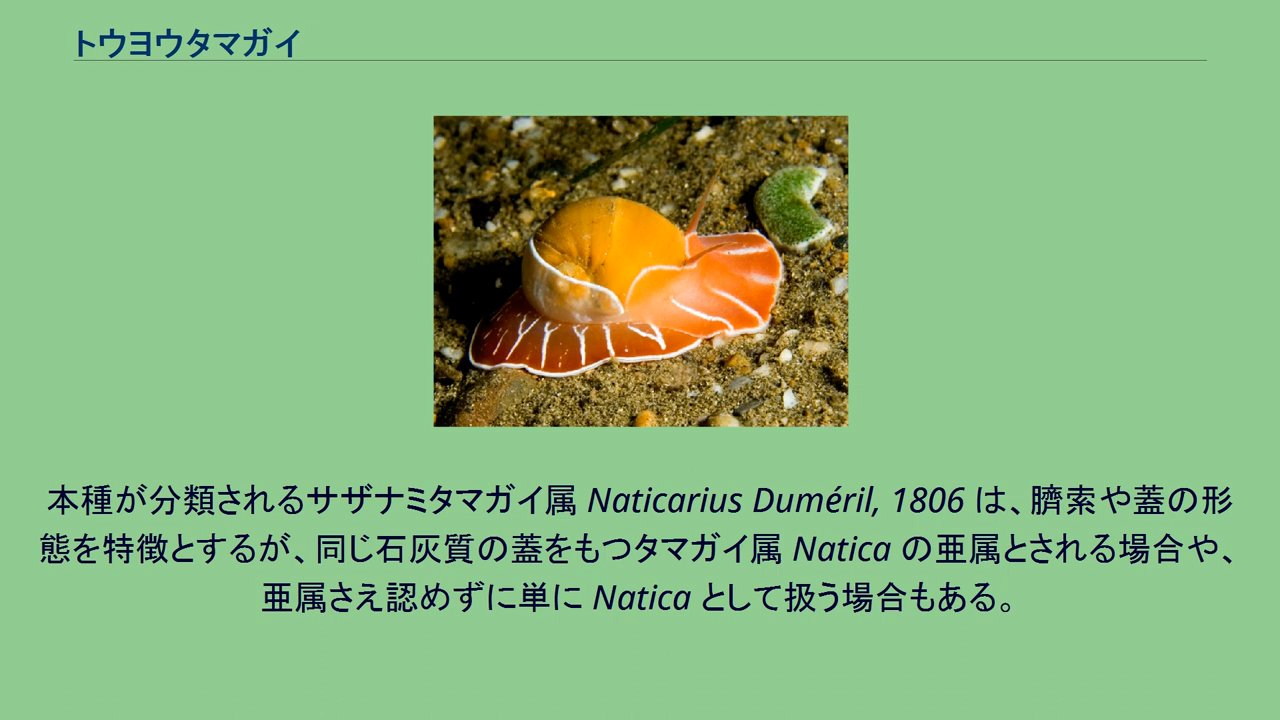 トウヨウタマガイ
本種が分類されるサザナミタマガイ属 Naticarius Duméril, 1806 は、臍索や蓋の形
態を特徴とするが、同じ石灰質の蓋をもつタマガイ属 Natica の亜属とされる場合や、
亜属さえ認めずに単に Natica として扱う場合もある。